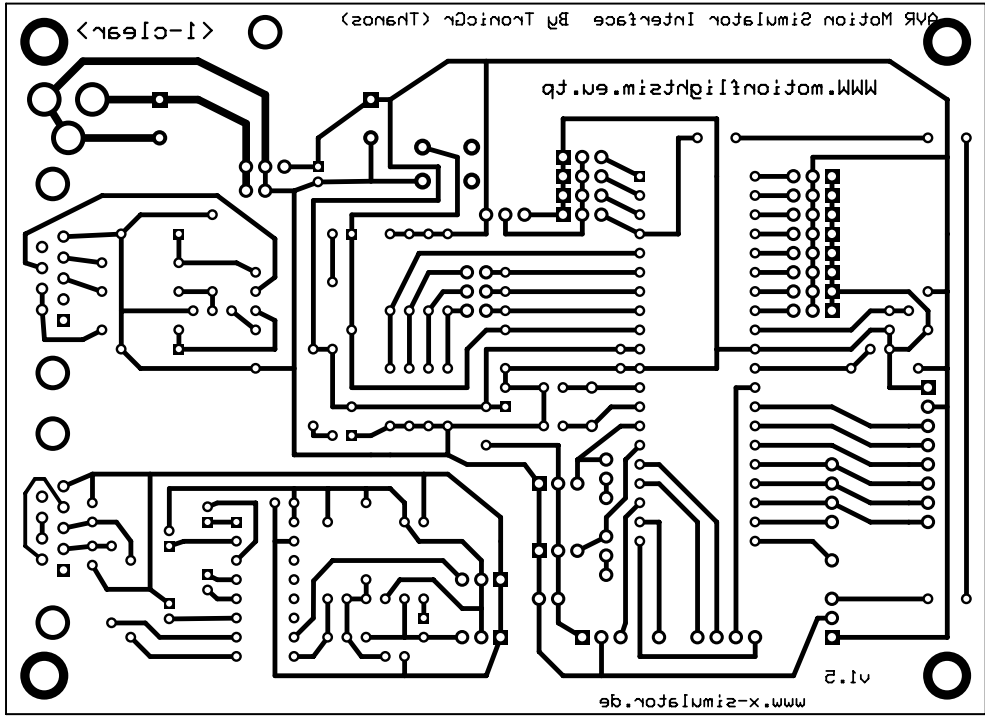 AVR Motion Simulator Interface By TronicGr (Thanos)
<1-clear>
WWW.motionflightsim.eu.tp
v1.5
www.x-simulator.de